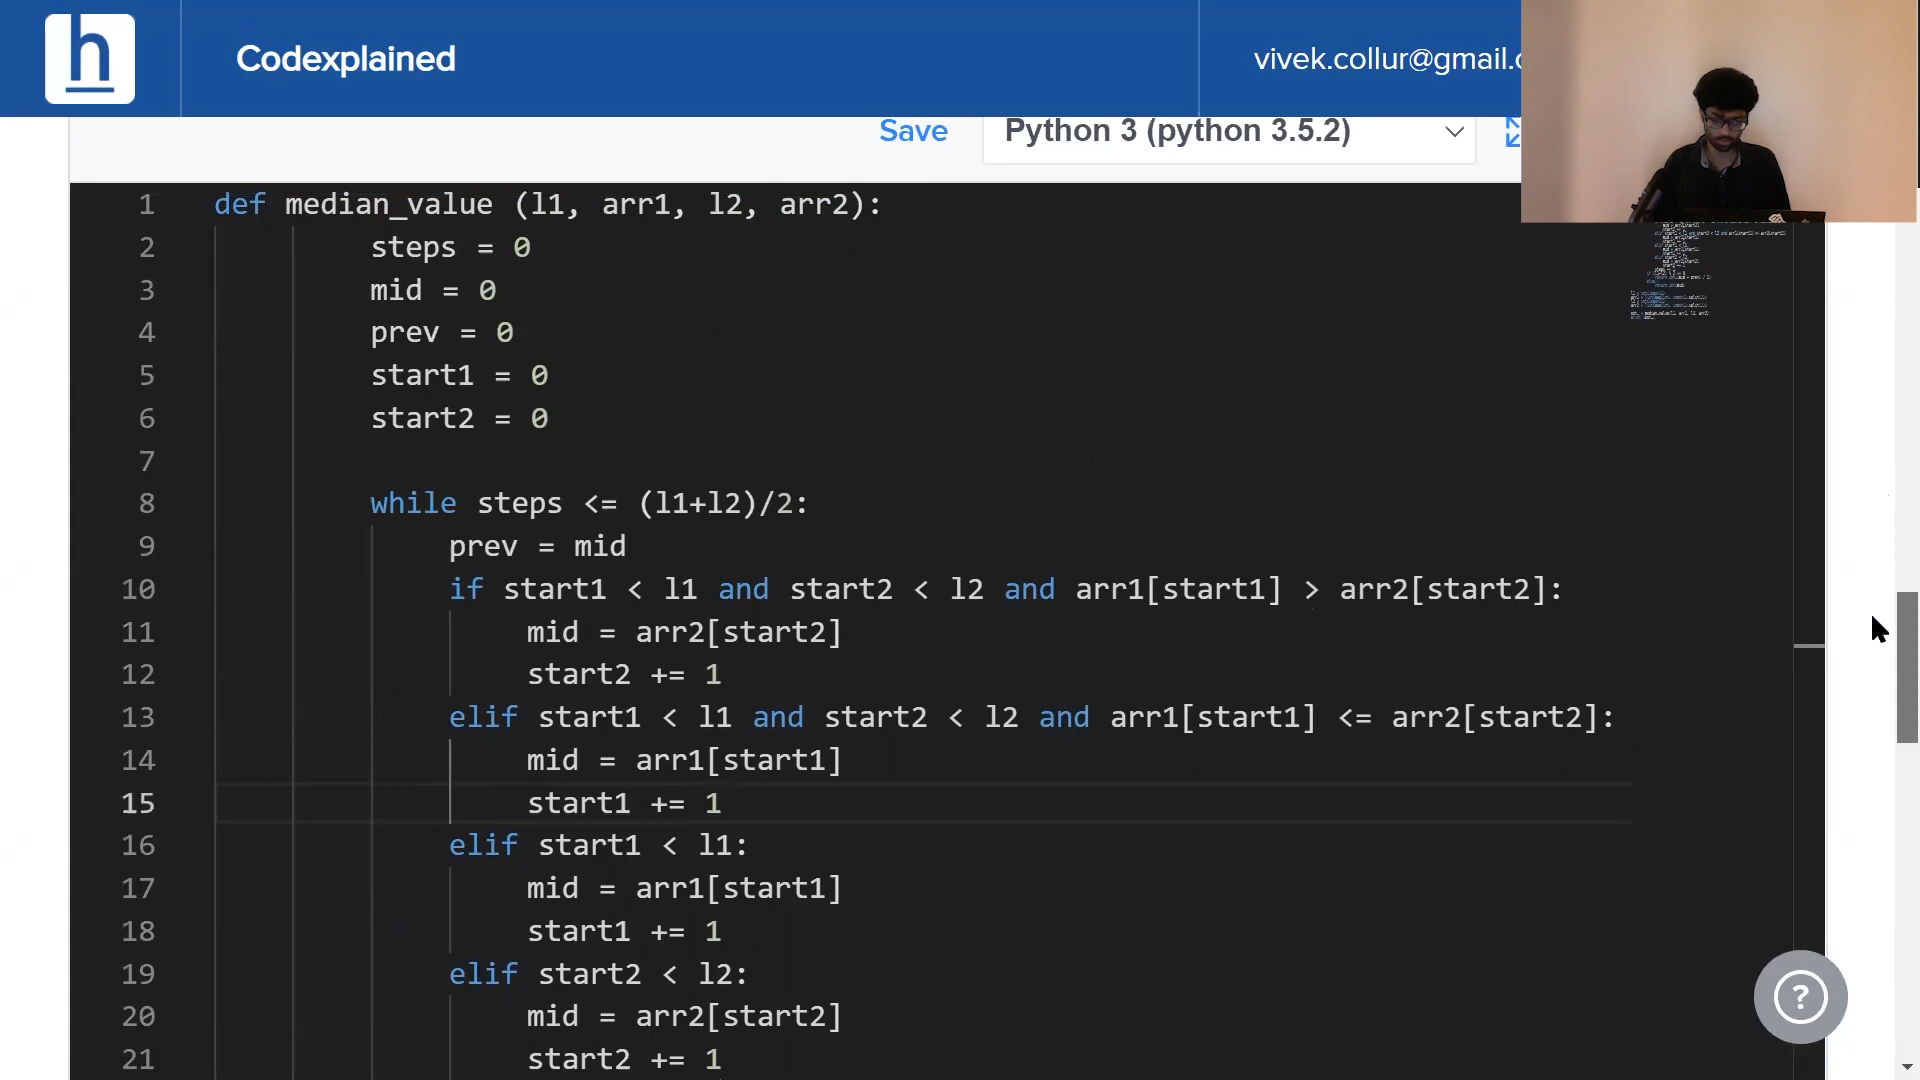 h
Codexplained
vivek.collur@gmail.c
Save
Python 3 (python 3.5.2)
1 def median_value (l1, arr1, l2, arr2):
2 steps = 0
3 mid = 0
4 prev = 0
5 start1 = 0
6 start2 = 0
7
8 while steps <= (l1+l2)/2:
9 prev = mid
10 if start1 < l1 and start2 < l2 and arr1[start1] > arr2[start2]:
11 mid = arr2[start2]
12 start2 += 1
13 elif start1 < l1 and start2 < l2 and arr1[start1] <= arr2[start2]:
14 mid = arr1[start1]
15 start1 += 1
16 elif start1 < l1:
17 mid = arr1[start1]
18 start1 += 1
19 elif start2 < l2:
20 mid = arr2[start2]
21 start2 += 1
?